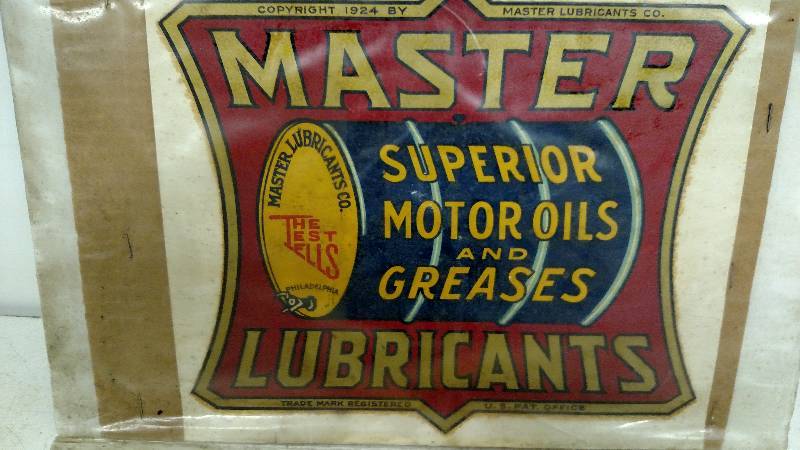 COPYRIGHT 1924 BY MASTER LUBRICANTS CO.
MASTER
MASTER LUBRICANTS CO.
THE
TEST
TELLS
PHILADELPHIA
SUPERIOR
MOTOR OILS
AND
GREASES
LUBRICANTS
TRADE MARK REGISTERED U.S. PAT. OFFICE